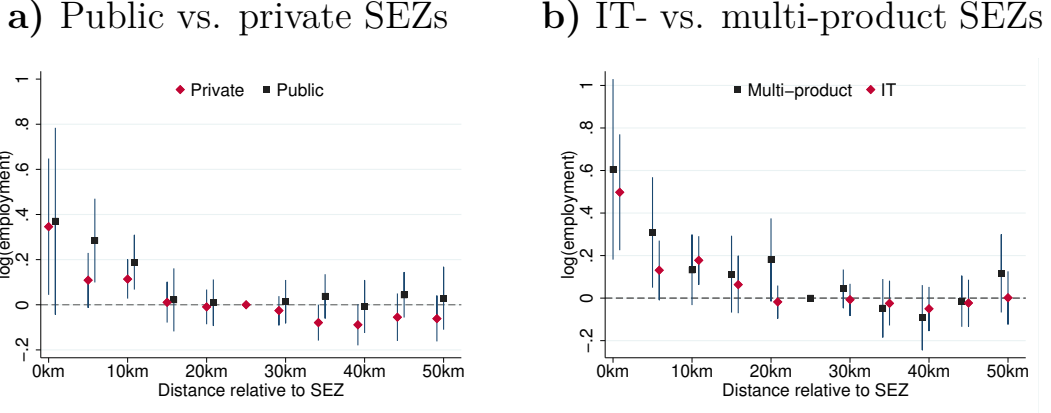 a) Public vs. private SEZs
Private Public
log(employment)
1
.8
.6
.4
.2
0
-.2
0km 10km 20km 30km 40km 50km
Distance relative to SEZ
b) IT- vs. multi-product SEZs
Multi-product IT
log(employment)
1
.8
.6
.4
.2
0
-.2
0km 10km 20km 30km 40km 50km
Distance relative to SEZ